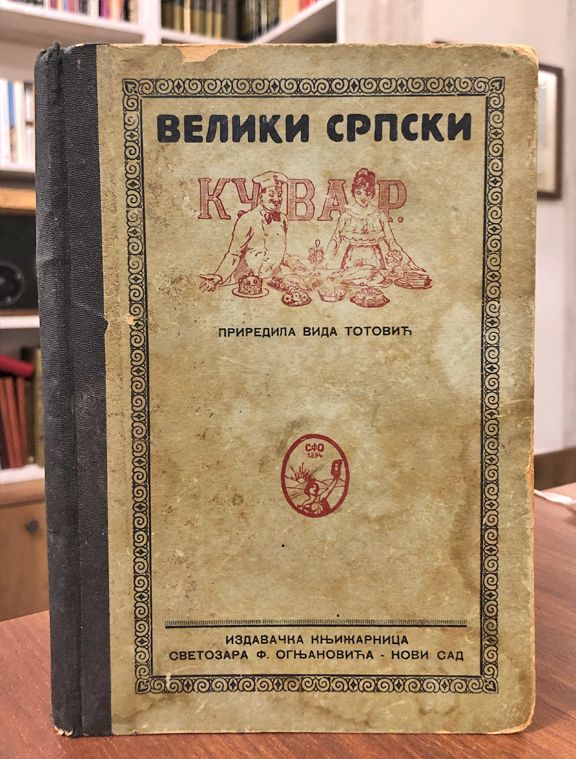 ВЕЛИКИ СРПСКИ
КУВАР.
ПРИРЕДИЛА ВИДА ТОТОВИЋ
СФО
1894
ИЗДАВАЧКА КЊИЖАРНИЦА
СВЕТОЗАРА Ф. ОГЊАНОВИЋА - НОВИ САД